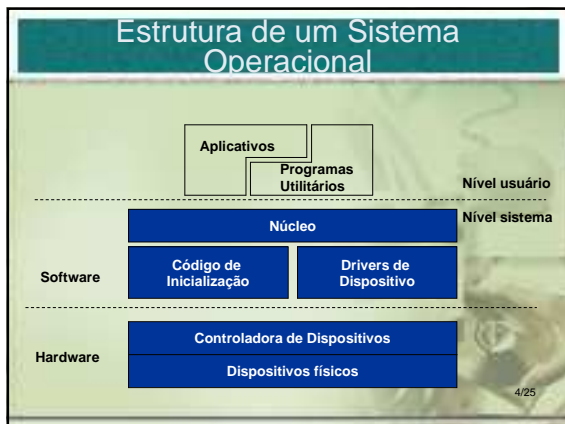 Estrutura de um Sistema
Operacional
Aplicativos
Programas
Utilitários
Nível usuário
Nível sistema
Núcleo
Software
Código de
Inicialização
Drivers de
Dispositivo
Hardware
Controladora de Dispositivos
Dispositivos físicos
4/25